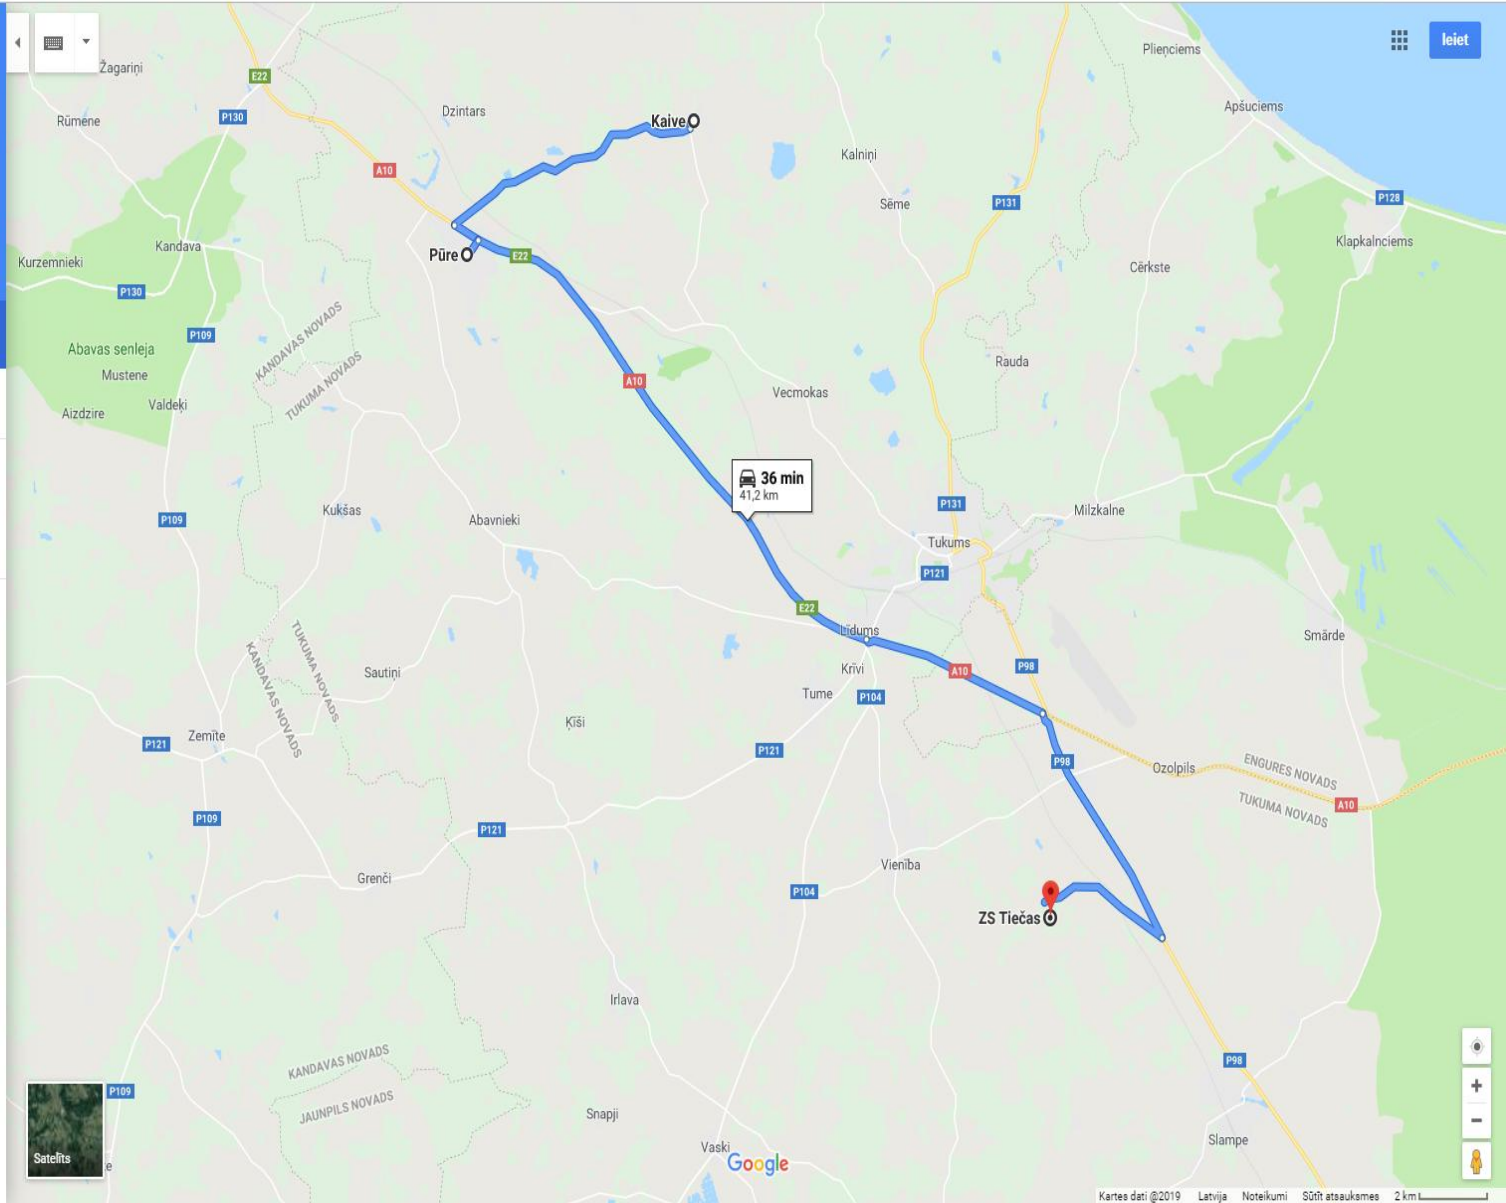 Ieiet
Plieņciems
Žagariņi
E22
Apšuciems
Dzintars
P130
Rūmene
Kaive
Kalniņi
A10
P128
Sēme
P131
Klapkalnciems
Kandava
Pūre
E22
Kurzemnieki
Cērkste
P130
P109
KANDAVAS NOVADS
Abavas senleja
Rauda
Mustene
TUKUMA NOVADS
A10
Vecmokas
Valdeķi
Aizdzire
36 min
41,2 km
P131
Kukšas
Milzkalne
P109
Abavnieki
Tukums
P121
E22
Līdums
Smārde
TUKUMA NOVADS
KANDAVAS NOVADS
Sautiņi
Krīvi
A10
P98
Tume
P104
Ķīši
Zemīte
P121
P121
P98
Ozolpils
ENGURES NOVADS
A10
TUKUMA NOVADS
P109
P121
Vienība
Grenči
P104
ZS Tiečas
Irlava
KANDAVAS NOVADS
P98
P109
JAUNPILS NOVADS
Snapji
Slampe
Vaski
Satelīts
Google
Kartes dati @2019 Latvija Noteikumi Sūtīt atsauksmes 2 km